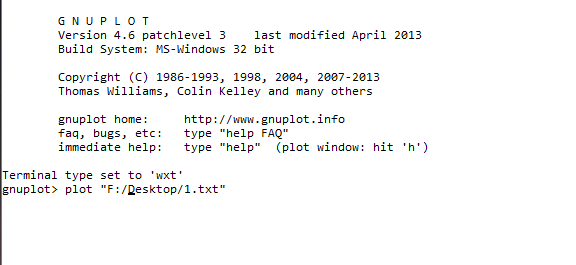 G N U P L O T
Version 4.6 patchlevel 3    last modified April 2013
Build System: MS-Windows 32 bit
Copyright (C) 1986-1993, 1998, 2004, 2007-2013
Thomas Williams, Colin Kelley and many others
gnuplot home:     http://www.gnuplot.info
faq, bugs, etc:   type "help FAQ"
immediate help:   type "help"  (plot window: hit 'h')
Terminal type set to 'wxt'
gnuplot> plot "F:/Desktop/1.txt"